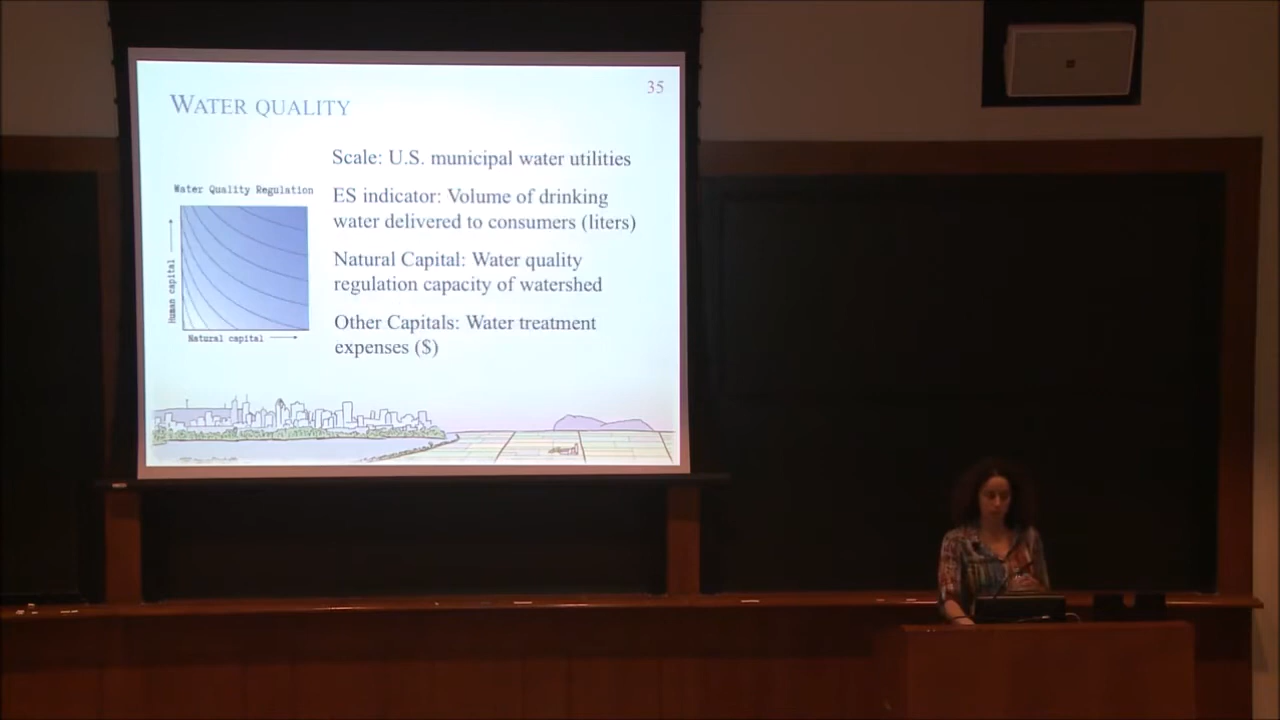 35
WATER QUALITY
Scale: U.S. municipal water utilities
Water Quality Regulation
ES indicator: Volume of drinking
water delivered to consumers (liters)
Natural Capital: Water quality
regulation capacity of watershed
Human capital
Other Capitals: Water treatment
expenses ($)
Natural capital